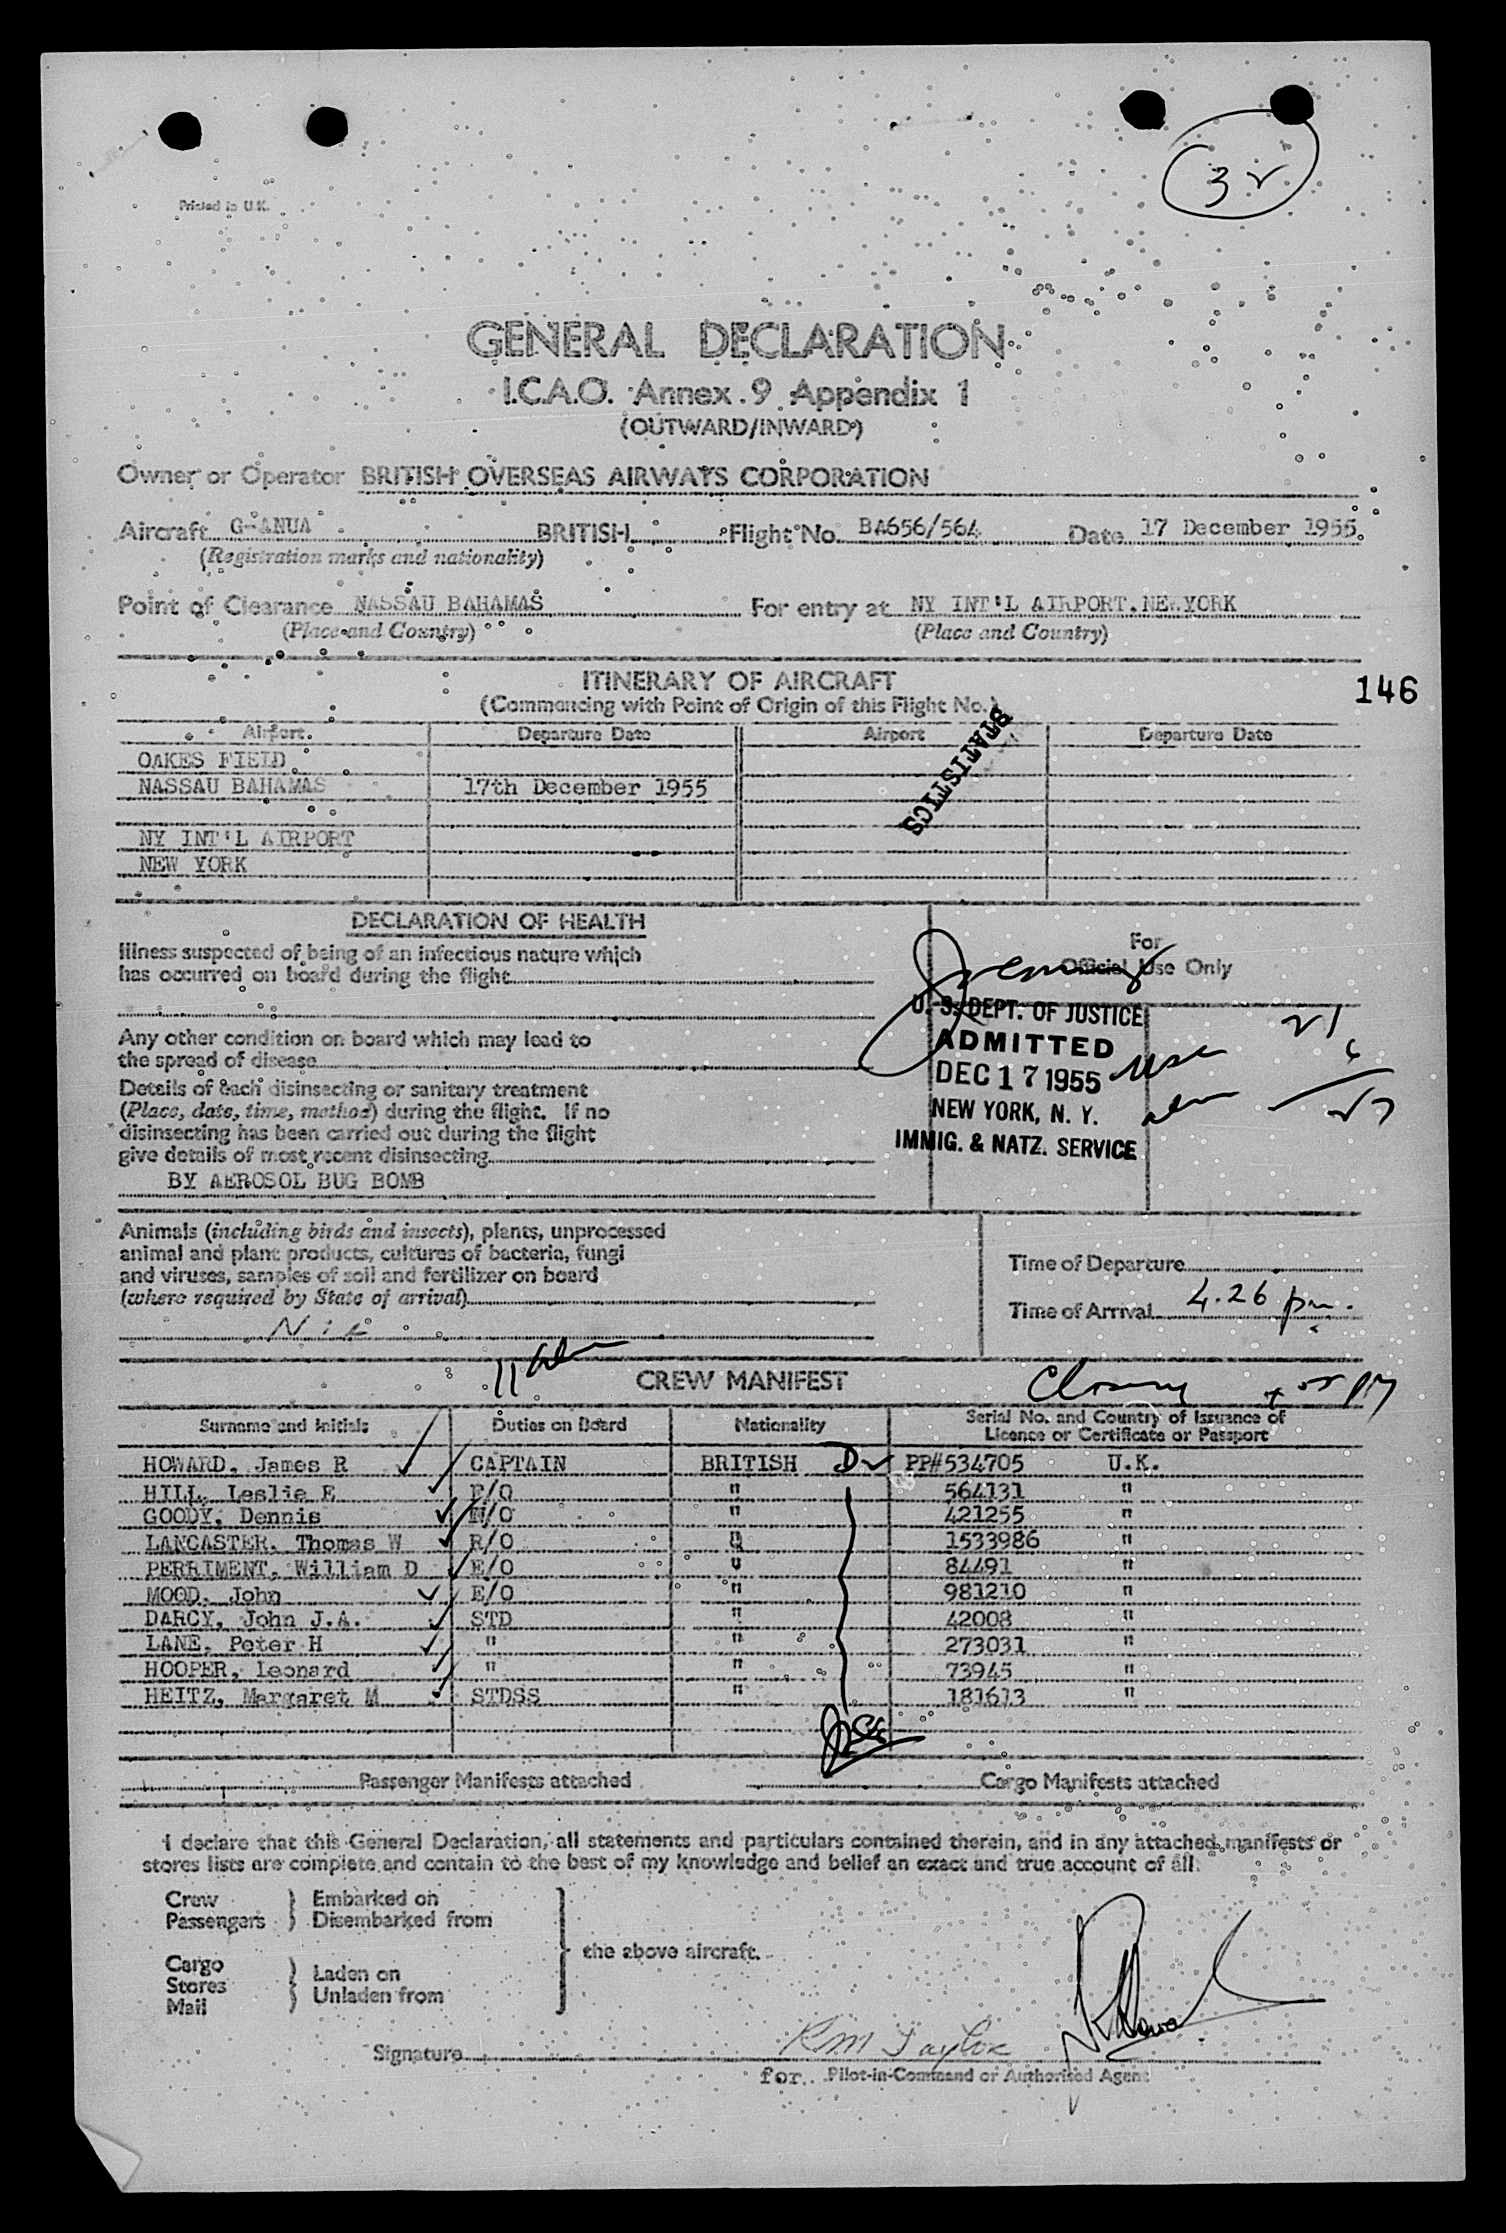 32
Printed in U.K.
GENERAL DECLARATION
I.C.A.O. Annex 9 Appendix 1
(OUTWARD/INWARD)
Owner or Operator BRITISH OVERSEAS AIRWAYS CORPORATION
Aircraft G-ANUA BRITISH Flight No. BA656/564 Date 17 December 1955.
(Registration marks and nationality)
Point of Clearance NASSAU BAHAMAS For entry at NY INT'L AIRPORT. NEW YORK
(Place and Country) (Place and Country)
ITINERARY OF AIRCRAFT
146
(Commencing with Point of Origin of this Flight No.)
Airport. Departure Date Airport Departure Date
OAKES FIELD
NASSAU BAHAMAS 17th December 1955
STATISTICS
NY INT'L AIRPORT
NEW YORK
DECLARATION OF HEALTH
Illness suspected of being of an infectious nature which
has occurred on board during the flight
For
Official Use Only
U. S. DEPT. OF JUSTICE
ADMITTED
DEC 17 1955
NEW YORK, N. Y.
IMMIG. & NATZ. SERVICE
usc 21
6
27
Any other condition on board which may lead to
the spread of disease
Details of each disinsecting or sanitary treatment
(Place, date, time, method) during the flight. If no
disinsecting has been carried out during the flight
give details of most recent disinsecting
BY AEROSOL BUG BOMB
Animals (including birds and insects), plants, unprocessed
animal and plant products, cultures of bacteria, fungi
and viruses, samples of soil and fertilizer on board
(where required by State of arrival)
Nil
Time of Departure
Time of Arrival 4.26 pm.
CREW MANIFEST
Surname and Initials Duties on Board Nationality Serial No. and Country of Issuance of
Licence or Certificate or Passport
HOWARD, James R CAPTAIN BRITISH D PP#534705 U.K.
HILL, Leslie E F/O " 564131 "
GOODY, Dennis N/O " 421255 "
LANCASTER, Thomas W R/O " 1533986 "
PERRIMENT, William D E/O " 84491 "
MOOD, John E/O " 981210 "
DARCY, John J.A. STD " 42008 "
LANE, Peter H " " 273031 "
HOOPER, Leonard " " 73945 "
HEITZ, Margaret M STDSS " 181613 "
Passenger Manifests attached Cargo Manifests attached
I declare that this General Declaration, all statements and particulars contained therein, and in any attached manifests or
stores lists are complete and contain to the best of my knowledge and belief an exact and true account of all:
Crew
Passengers
Embarked on
Disembarked from
the above aircraft.
Cargo
Stores
Mail
Laden on
Unladen from
Signature RM Taylor
for. Pilot-in-Command or Authorised Agent